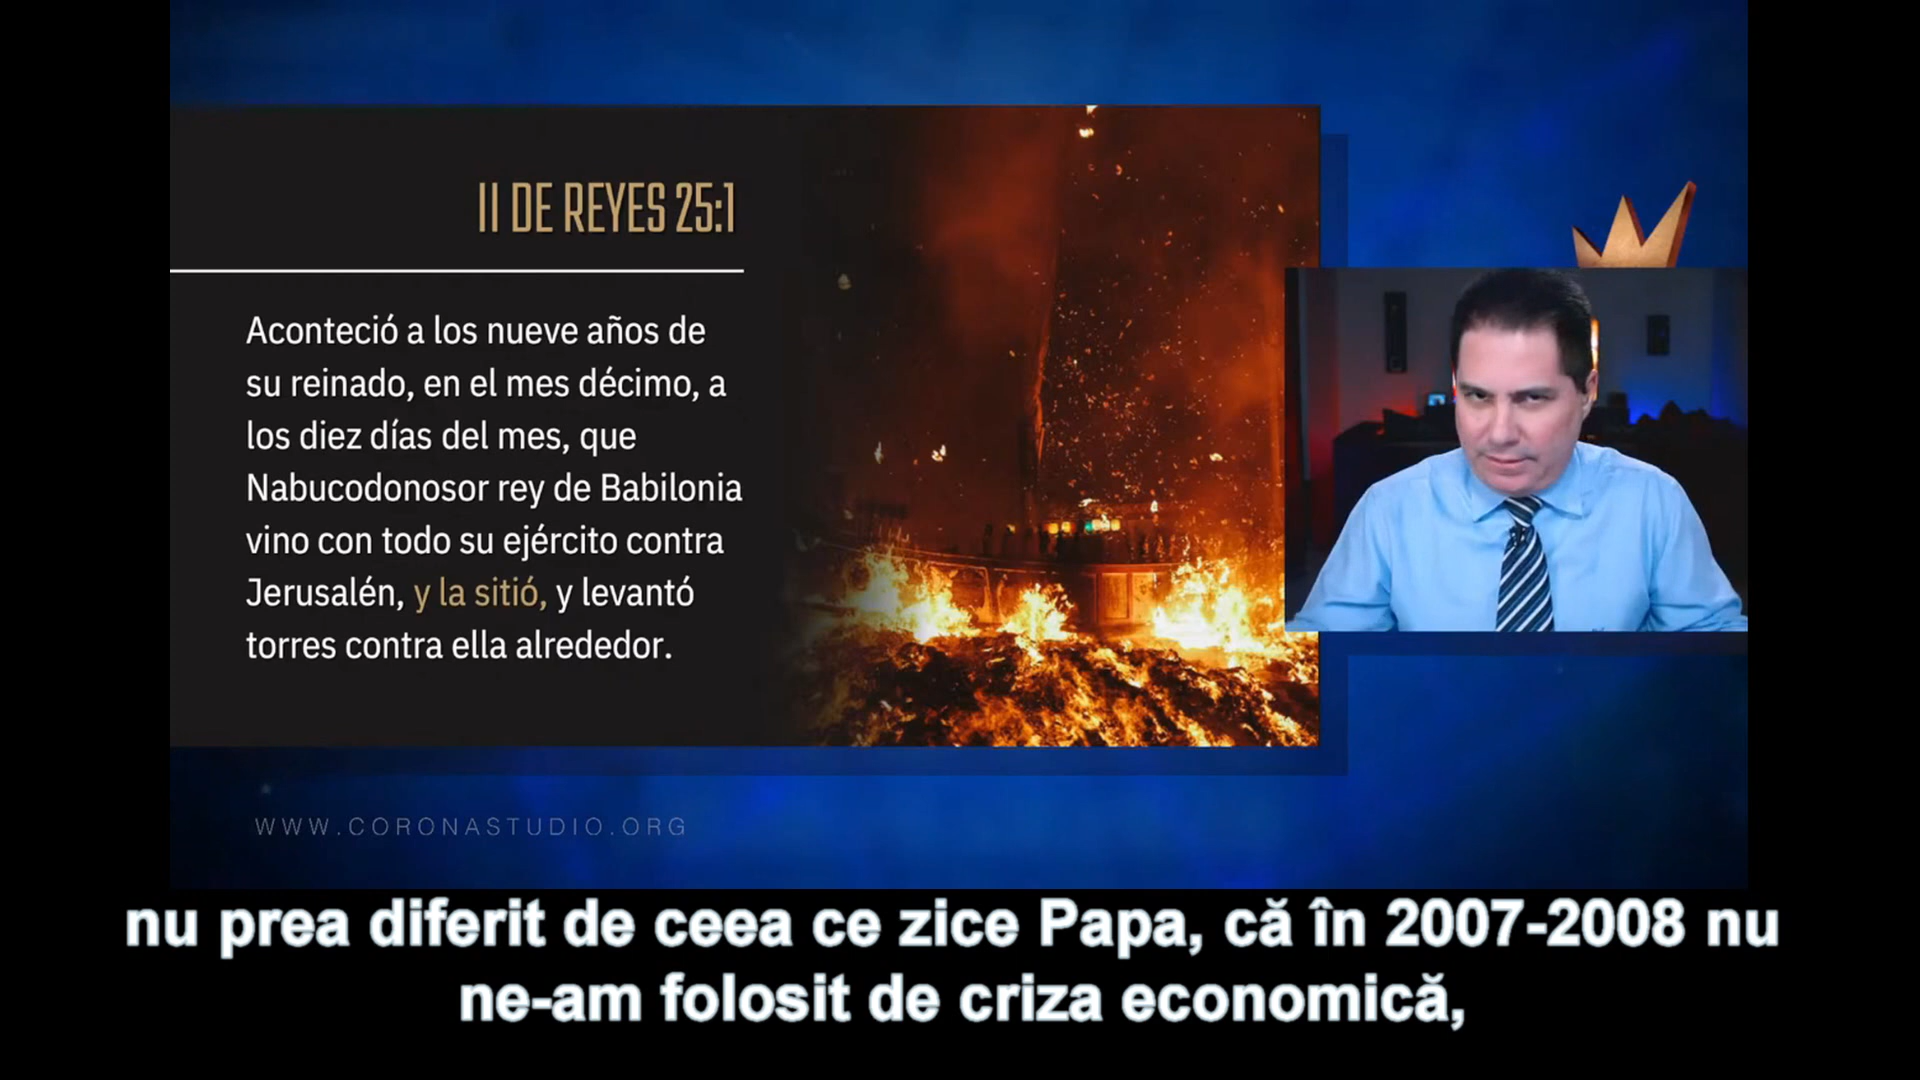 II DE REYES 25:1
Aconteció a los nueve años de
su reinado, en el mes décimo, a
los diez días del mes, que
Nabucodonosor rey de Babilonia
vino con todo su ejército contra
Jerusalén, y la sitió, y levantó
torres contra ella alrededor.
WWW.CORONASTUDIO.ORG
nu prea diferit de ceea ce zice Papa, că în 2007-2008 nu
ne-am folosit de criza economică,